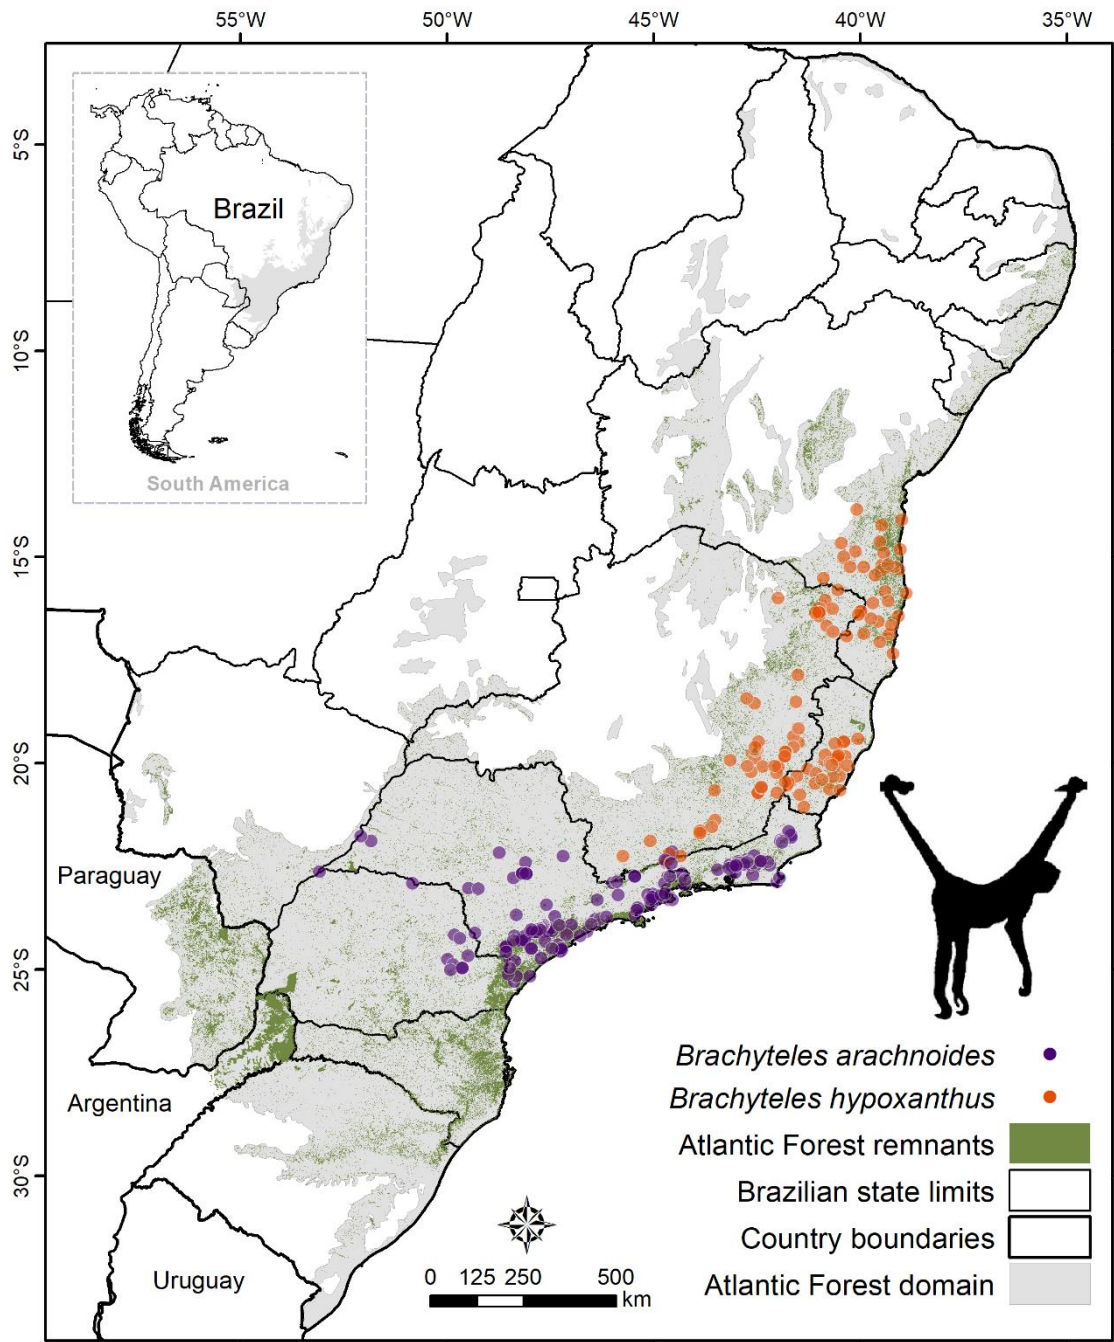 55°W 50°W 45°W 40°W 35°W
5°S
10°S
15°S
20°S
25°S
30°S
Brazil
South America
Paraguay
Argentina
Uruguay
Brachyteles arachnoides
Brachyteles hypoxanthus
Atlantic Forest remnants
Brazilian state limits
Country boundaries
Atlantic Forest domain
0 125 250 500
km